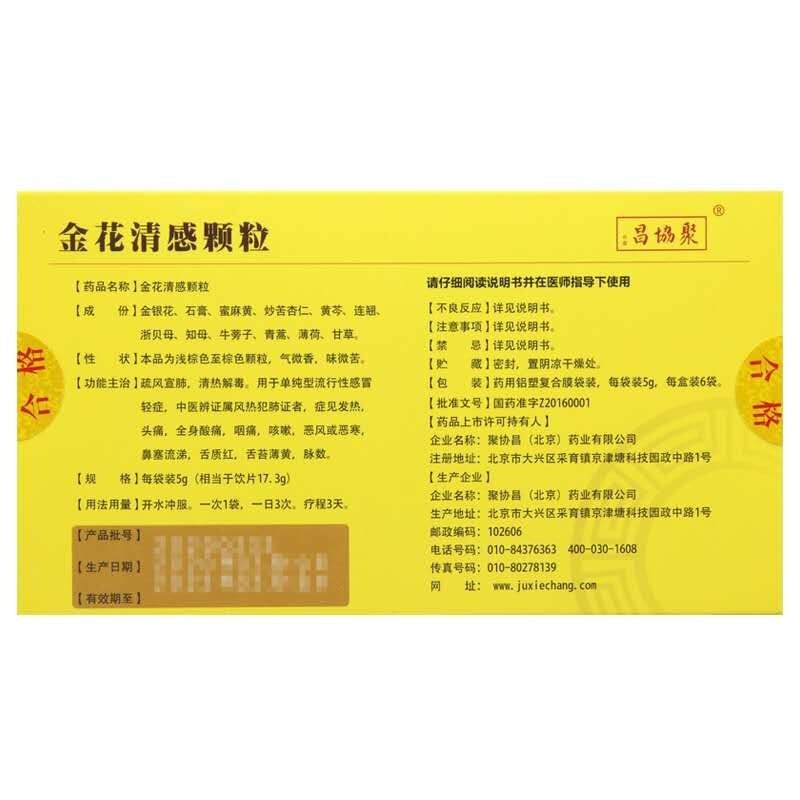 金花清感颗粒
聚協昌
®
【药品名称】金花清感颗粒
【成　　份】金银花、石膏、蜜麻黄、炒苦杏仁、黄芩、连翘、
浙贝母、知母、牛蒡子、青蒿、薄荷、甘草。
【性　　状】本品为浅棕色至棕色颗粒，气微香，味微苦。
【功能主治】疏风宣肺，清热解毒。用于单纯型流行性感冒
轻症，中医辨证属风热犯肺证者，症见发热，
头痛，全身酸痛，咽痛，咳嗽，恶风或恶寒，
鼻塞流涕，舌质红，舌苔薄黄，脉数。
【规　　格】每袋装5g（相当于饮片17.3g）
【用法用量】开水冲服。一次1袋，一日3次。疗程3天。
【产品批号】
【生产日期】
【有效期至】
请仔细阅读说明书并在医师指导下使用
【不良反应】详见说明书。
【注意事项】详见说明书。
【禁　　忌】详见说明书。
【贮　　藏】密封，置阴凉干燥处。
【包　　装】药用铝塑复合膜袋装，每袋装5g，每盒装6袋。
【批准文号】国药准字Z20160001
【药品上市许可持有人】
企业名称：聚协昌（北京）药业有限公司
注册地址：北京市大兴区采育镇京津塘科技园政中路1号
【生产企业】
企业名称：聚协昌（北京）药业有限公司
生产地址：北京市大兴区采育镇京津塘科技园政中路1号
邮政编码：102606
电话号码：010-84376363 400-030-1608
传真号码：010-80278139
网　　址： www.juxiechang.com
合格
合格